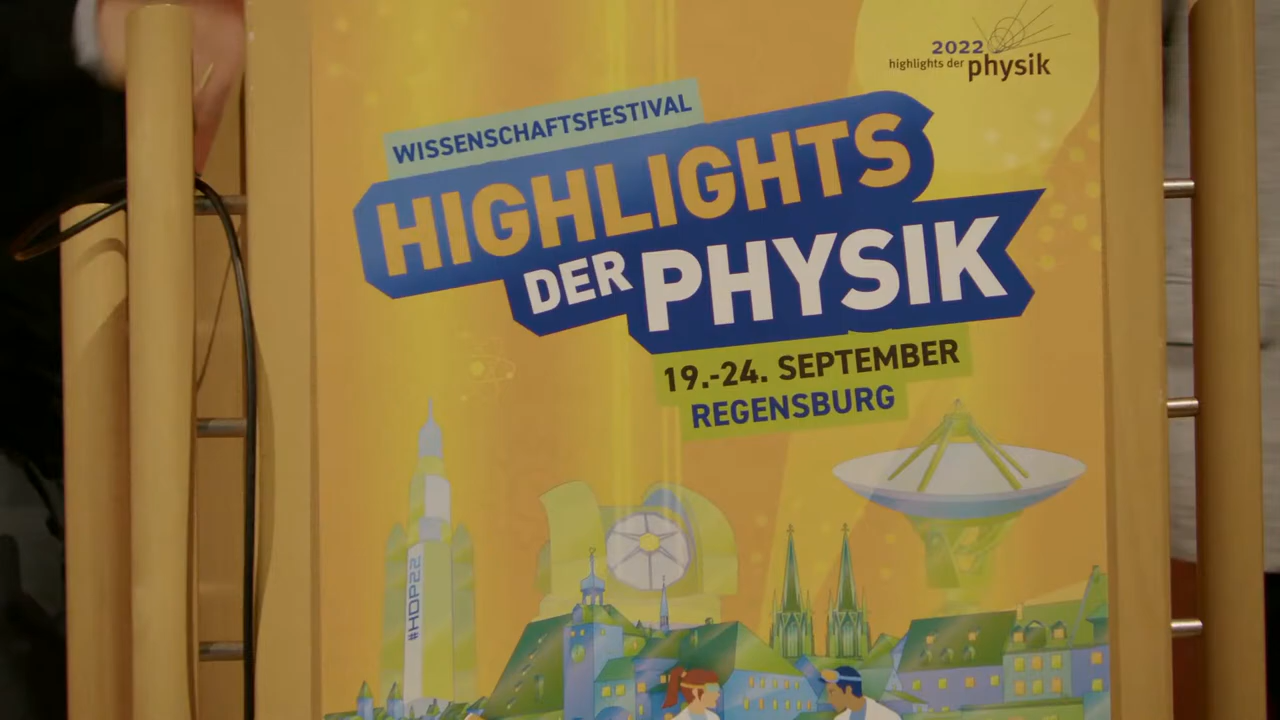 2022
highlights der physik
WISSENSCHAFTSFESTIVAL
HIGHLIGHTS
DER PHYSIK
19.-24. SEPTEMBER
REGENSBURG
#HDP22